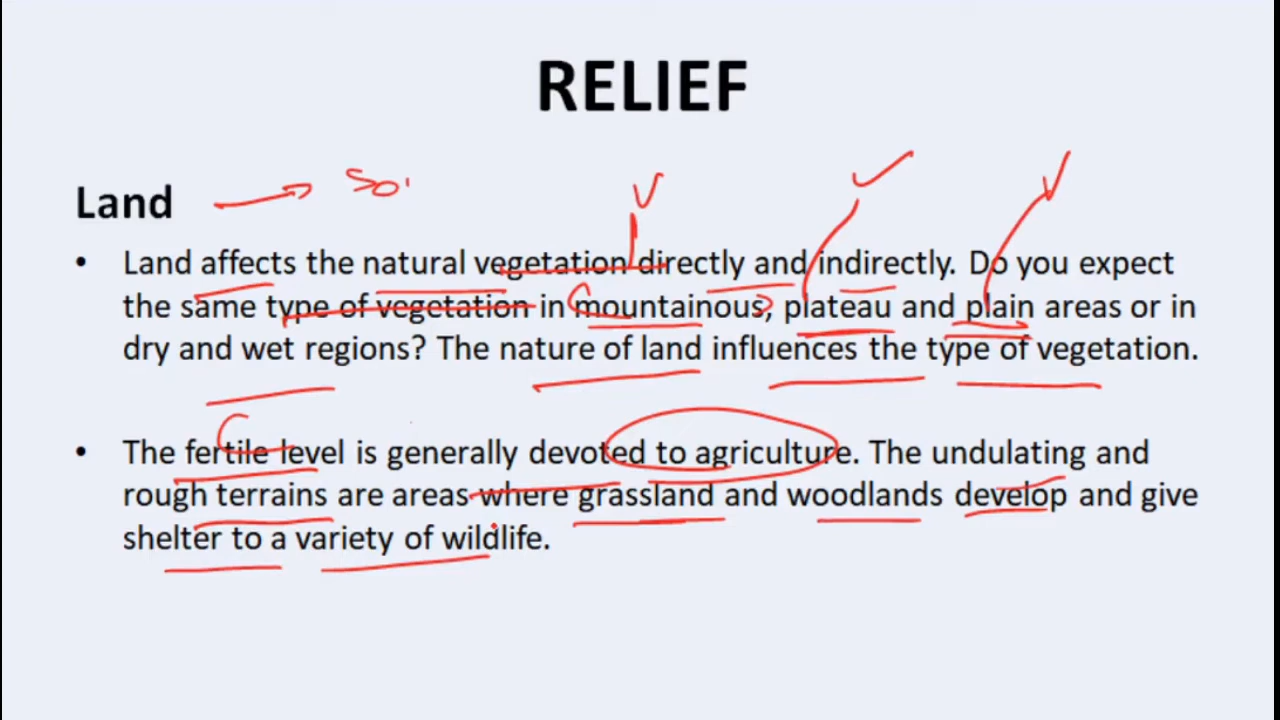 RELIEF
Land
• Land affects the natural vegetation directly and indirectly. Do you expect
the same type of vegetation in mountainous, plateau and plain areas or in
dry and wet regions? The nature of land influences the type of vegetation.
• The fertile level is generally devoted to agriculture. The undulating and
rough terrains are areas where grassland and woodlands develop and give
shelter to a variety of wildlife.